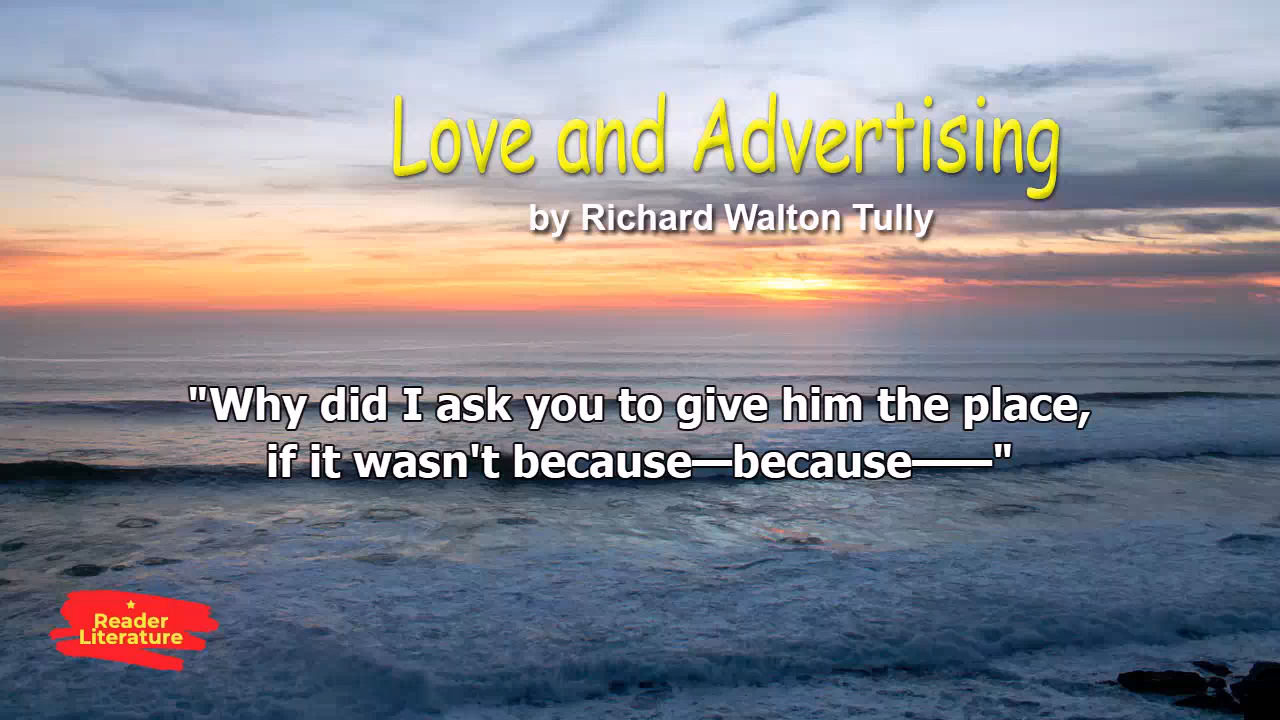 Love and Advertising
by Richard Walton Tully
"Why did I ask you to give him the place,
if it wasn't because—because——"
Reader
Literature